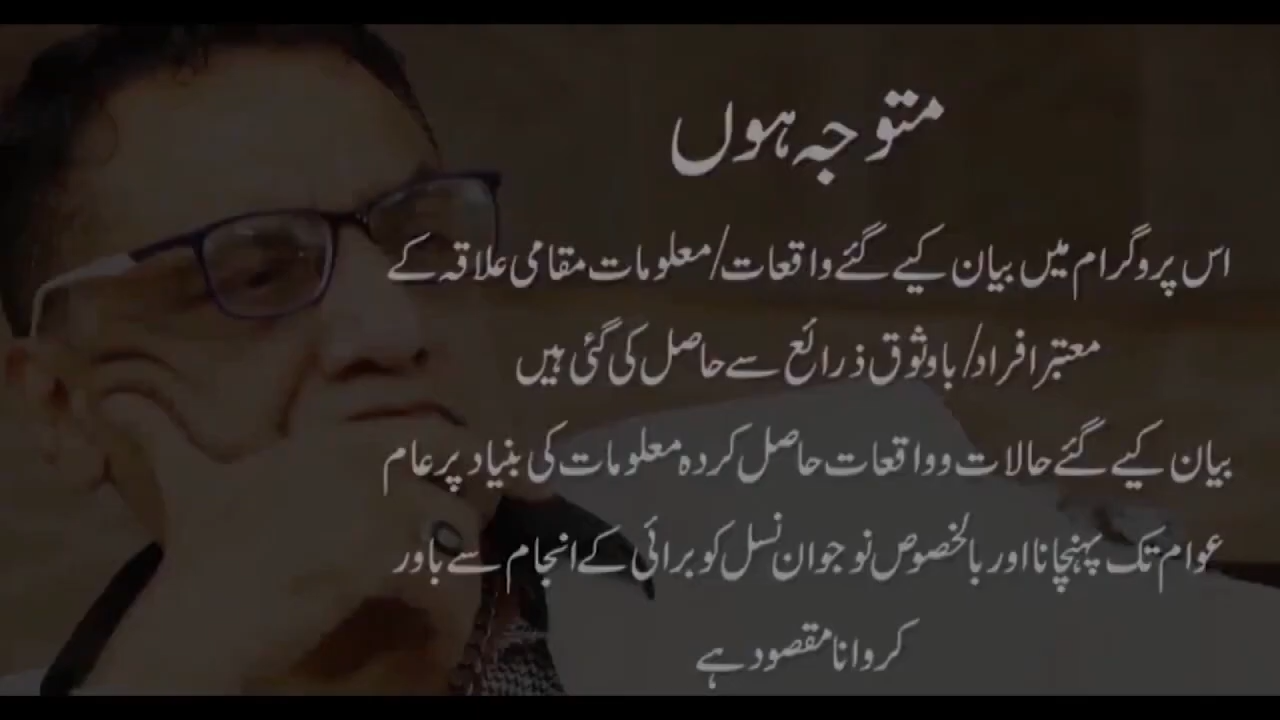 متوجہ ہوں
اس پروگرام میں بیان کیے گئے واقعات/معلومات مقامی علاقہ کے
معتبر افراد/باوثوق ذرائع سے حاصل کی گئی ہیں
بیان کیے گئے حالات وواقعات حاصل کردہ معلومات کی بنیاد پر عام
عوام تک پہنچانا اور بالخصوص نوجوان نسل کو برائی کے انجام سے باور
کروانا مقصود ہے